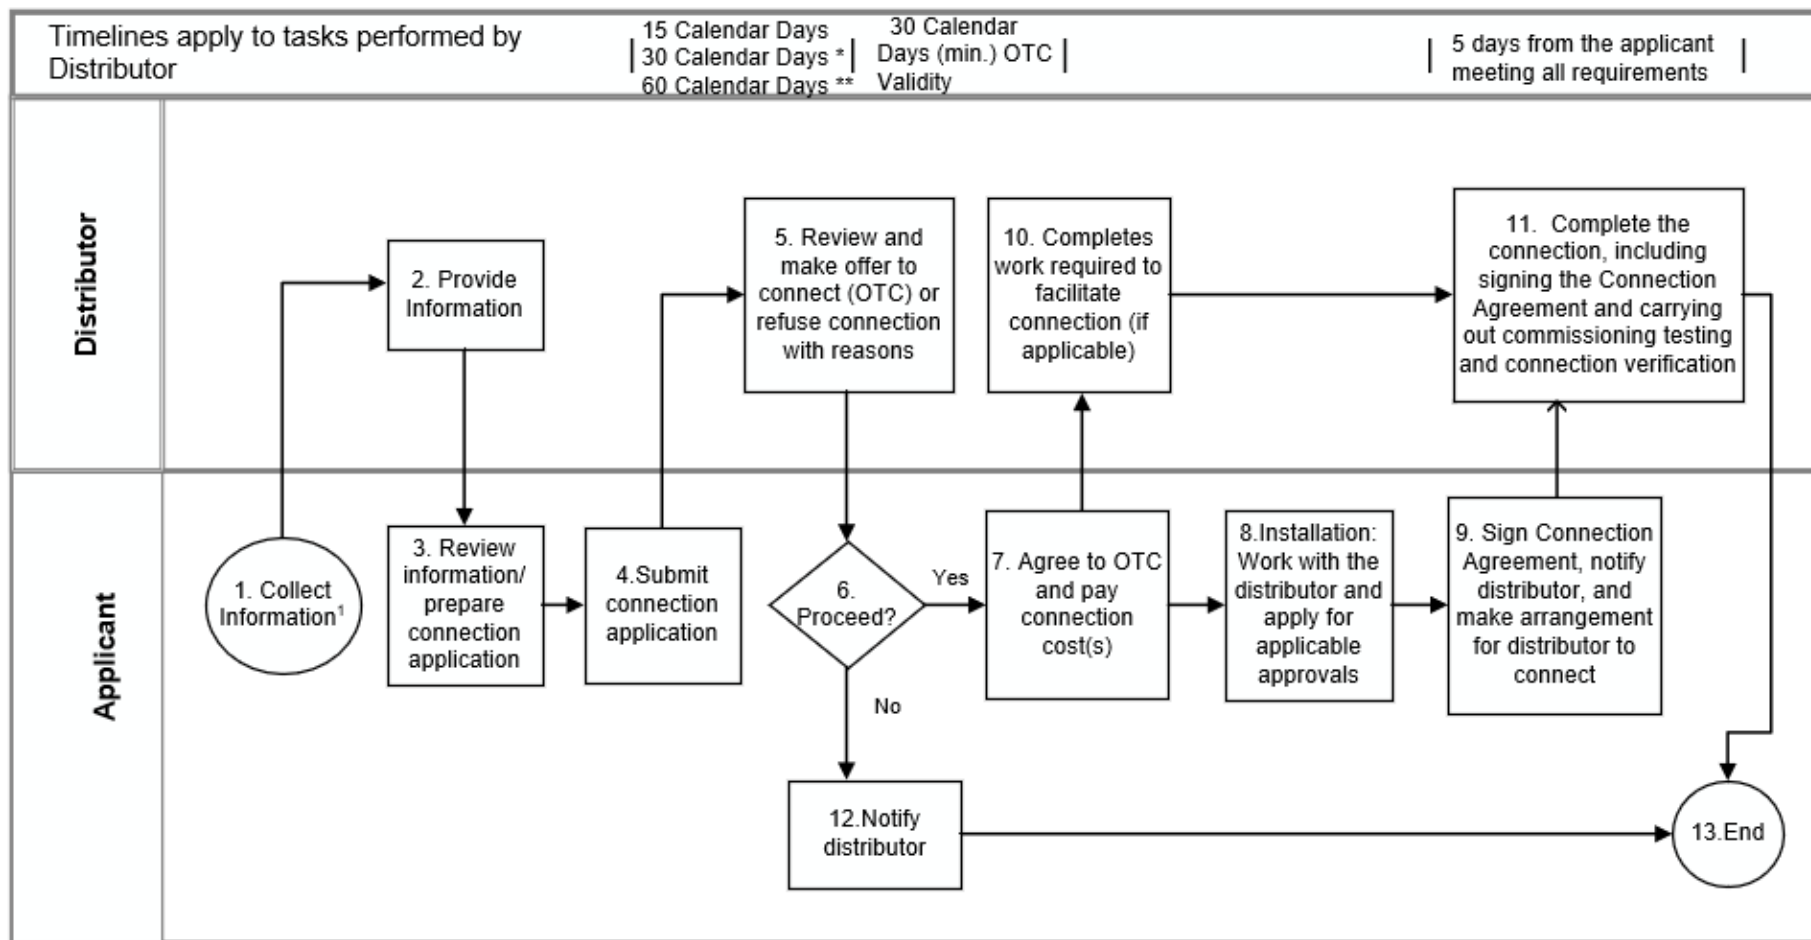 Timelines apply to tasks performed by
Distributor
15 Calendar Days
30 Calendar Days *
60 Calendar Days **
30 Calendar
Days (min.) OTC
Validity
5 days from the applicant
meeting all requirements
Distributor
2. Provide
Information
5. Review and
make offer to
connect (OTC) or
refuse connection
with reasons
10. Completes
work required to
facilitate
connection (if
applicable)
11. Complete the
connection, including
signing the Connection
Agreement and carrying
out commissioning testing
and connection verification
Applicant
1. Collect
Information¹
3. Review
information/
prepare
connection
application
4.Submit
connection
application
6.
Proceed?
Yes
No
7. Agree to OTC
and pay
connection
cost(s)
8.Installation:
Work with the
distributor and
apply for
applicable
approvals
9. Sign Connection
Agreement, notify
distributor, and
make arrangement
for distributor to
connect
12.Notify
distributor
13.End